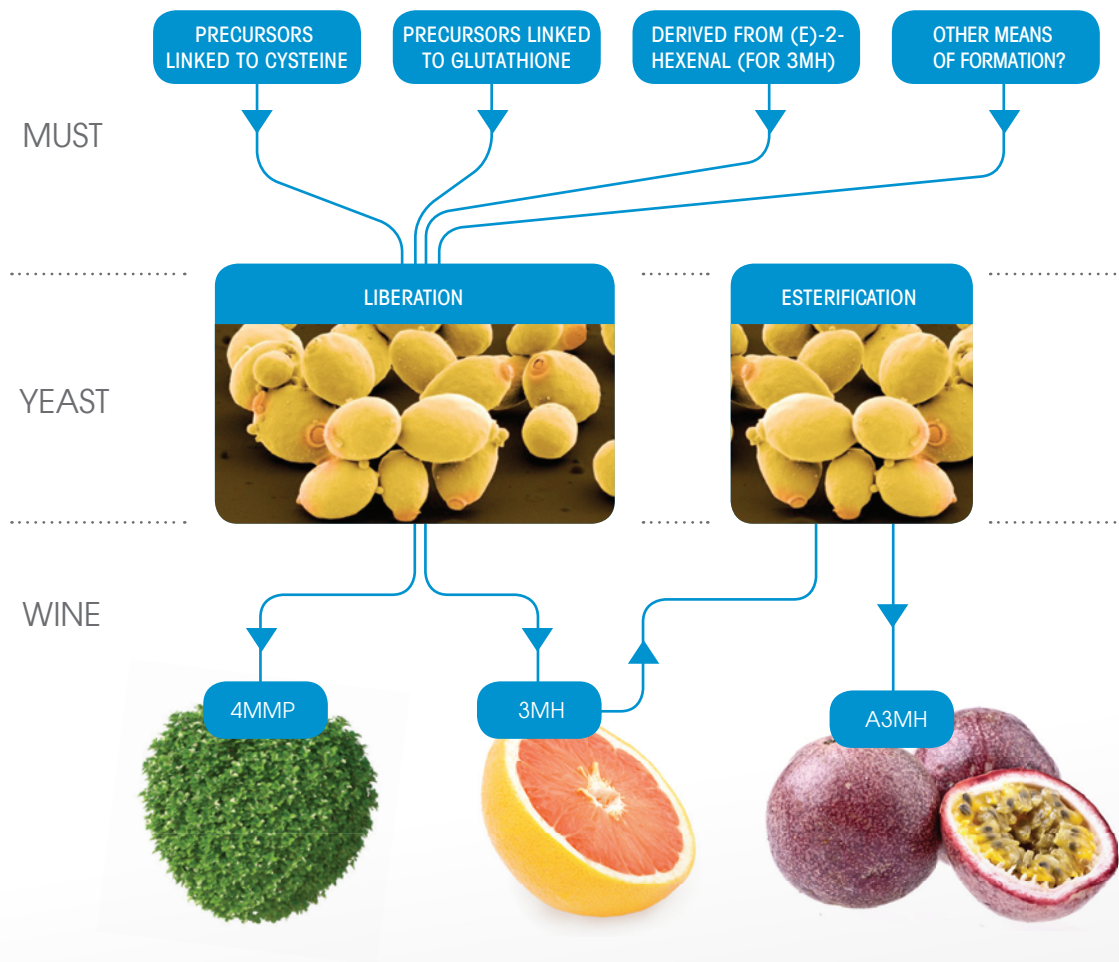 PRECURSORS
LINKED TO CYSTEINE
PRECURSORS LINKED
TO GLUTATHIONE
DERIVED FROM (E)-2-
HEXENAL (FOR 3MH)
OTHER MEANS
OF FORMATION?
MUST
LIBERATION
ESTERIFICATION
YEAST
WINE
4MMP
3MH
A3MH